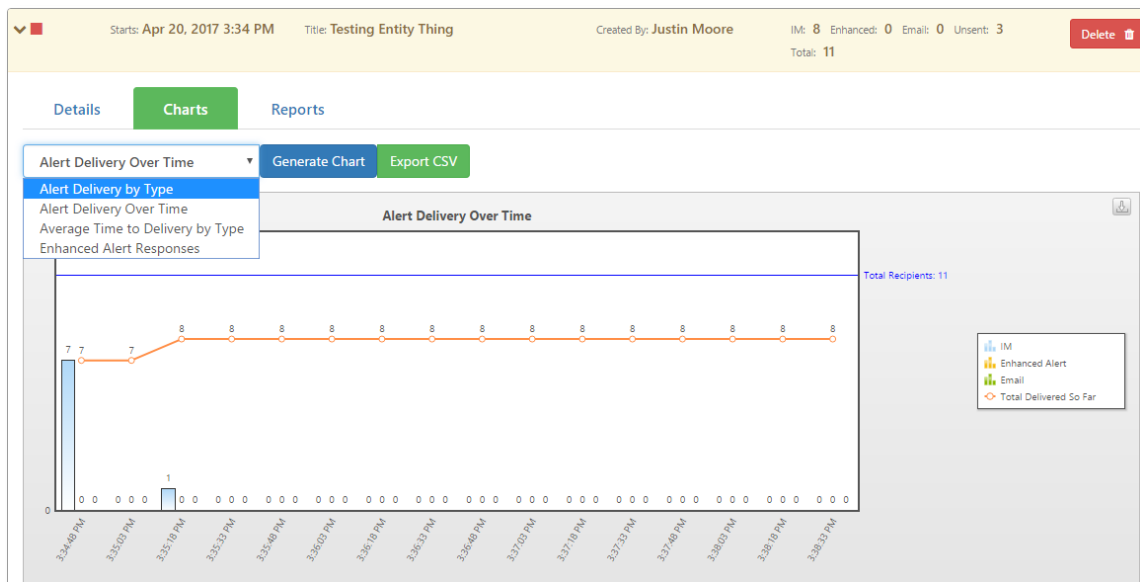 Starts: Apr 20, 2017 3:34 PM Title: Testing Entity Thing Created By: Justin Moore IM: 8 Enhanced: 0 Email: 0 Unsent: 3
Total: 11
Delete
Details Charts Reports
Alert Delivery Over Time Generate Chart Export CSV
Alert Delivery by Type
Alert Delivery Over Time
Average Time to Delivery by Type
Enhanced Alert Responses
Alert Delivery Over Time
Total Recipients: 11
8 8 8 8 8 8 8 8 8 8 8 8 8 8
7 7 7
IM
Enhanced Alert
Email
Total Delivered So Far
1
0 0 0 0 0 0 0 0 0 0 0 0 0 0 0 0 0 0 0 0 0 0 0 0 0 0 0 0 0 0 0 0 0 0 0 0 0 0 0 0 0 0 0 0 0 0
0
3:34:48 PM 3:35:03 PM 3:35:18 PM 3:35:33 PM 3:35:48 PM 3:36:03 PM 3:36:18 PM 3:36:33 PM 3:36:48 PM 3:37:03 PM 3:37:18 PM 3:37:33 PM 3:37:48 PM 3:38:03 PM 3:38:18 PM 3:38:33 PM